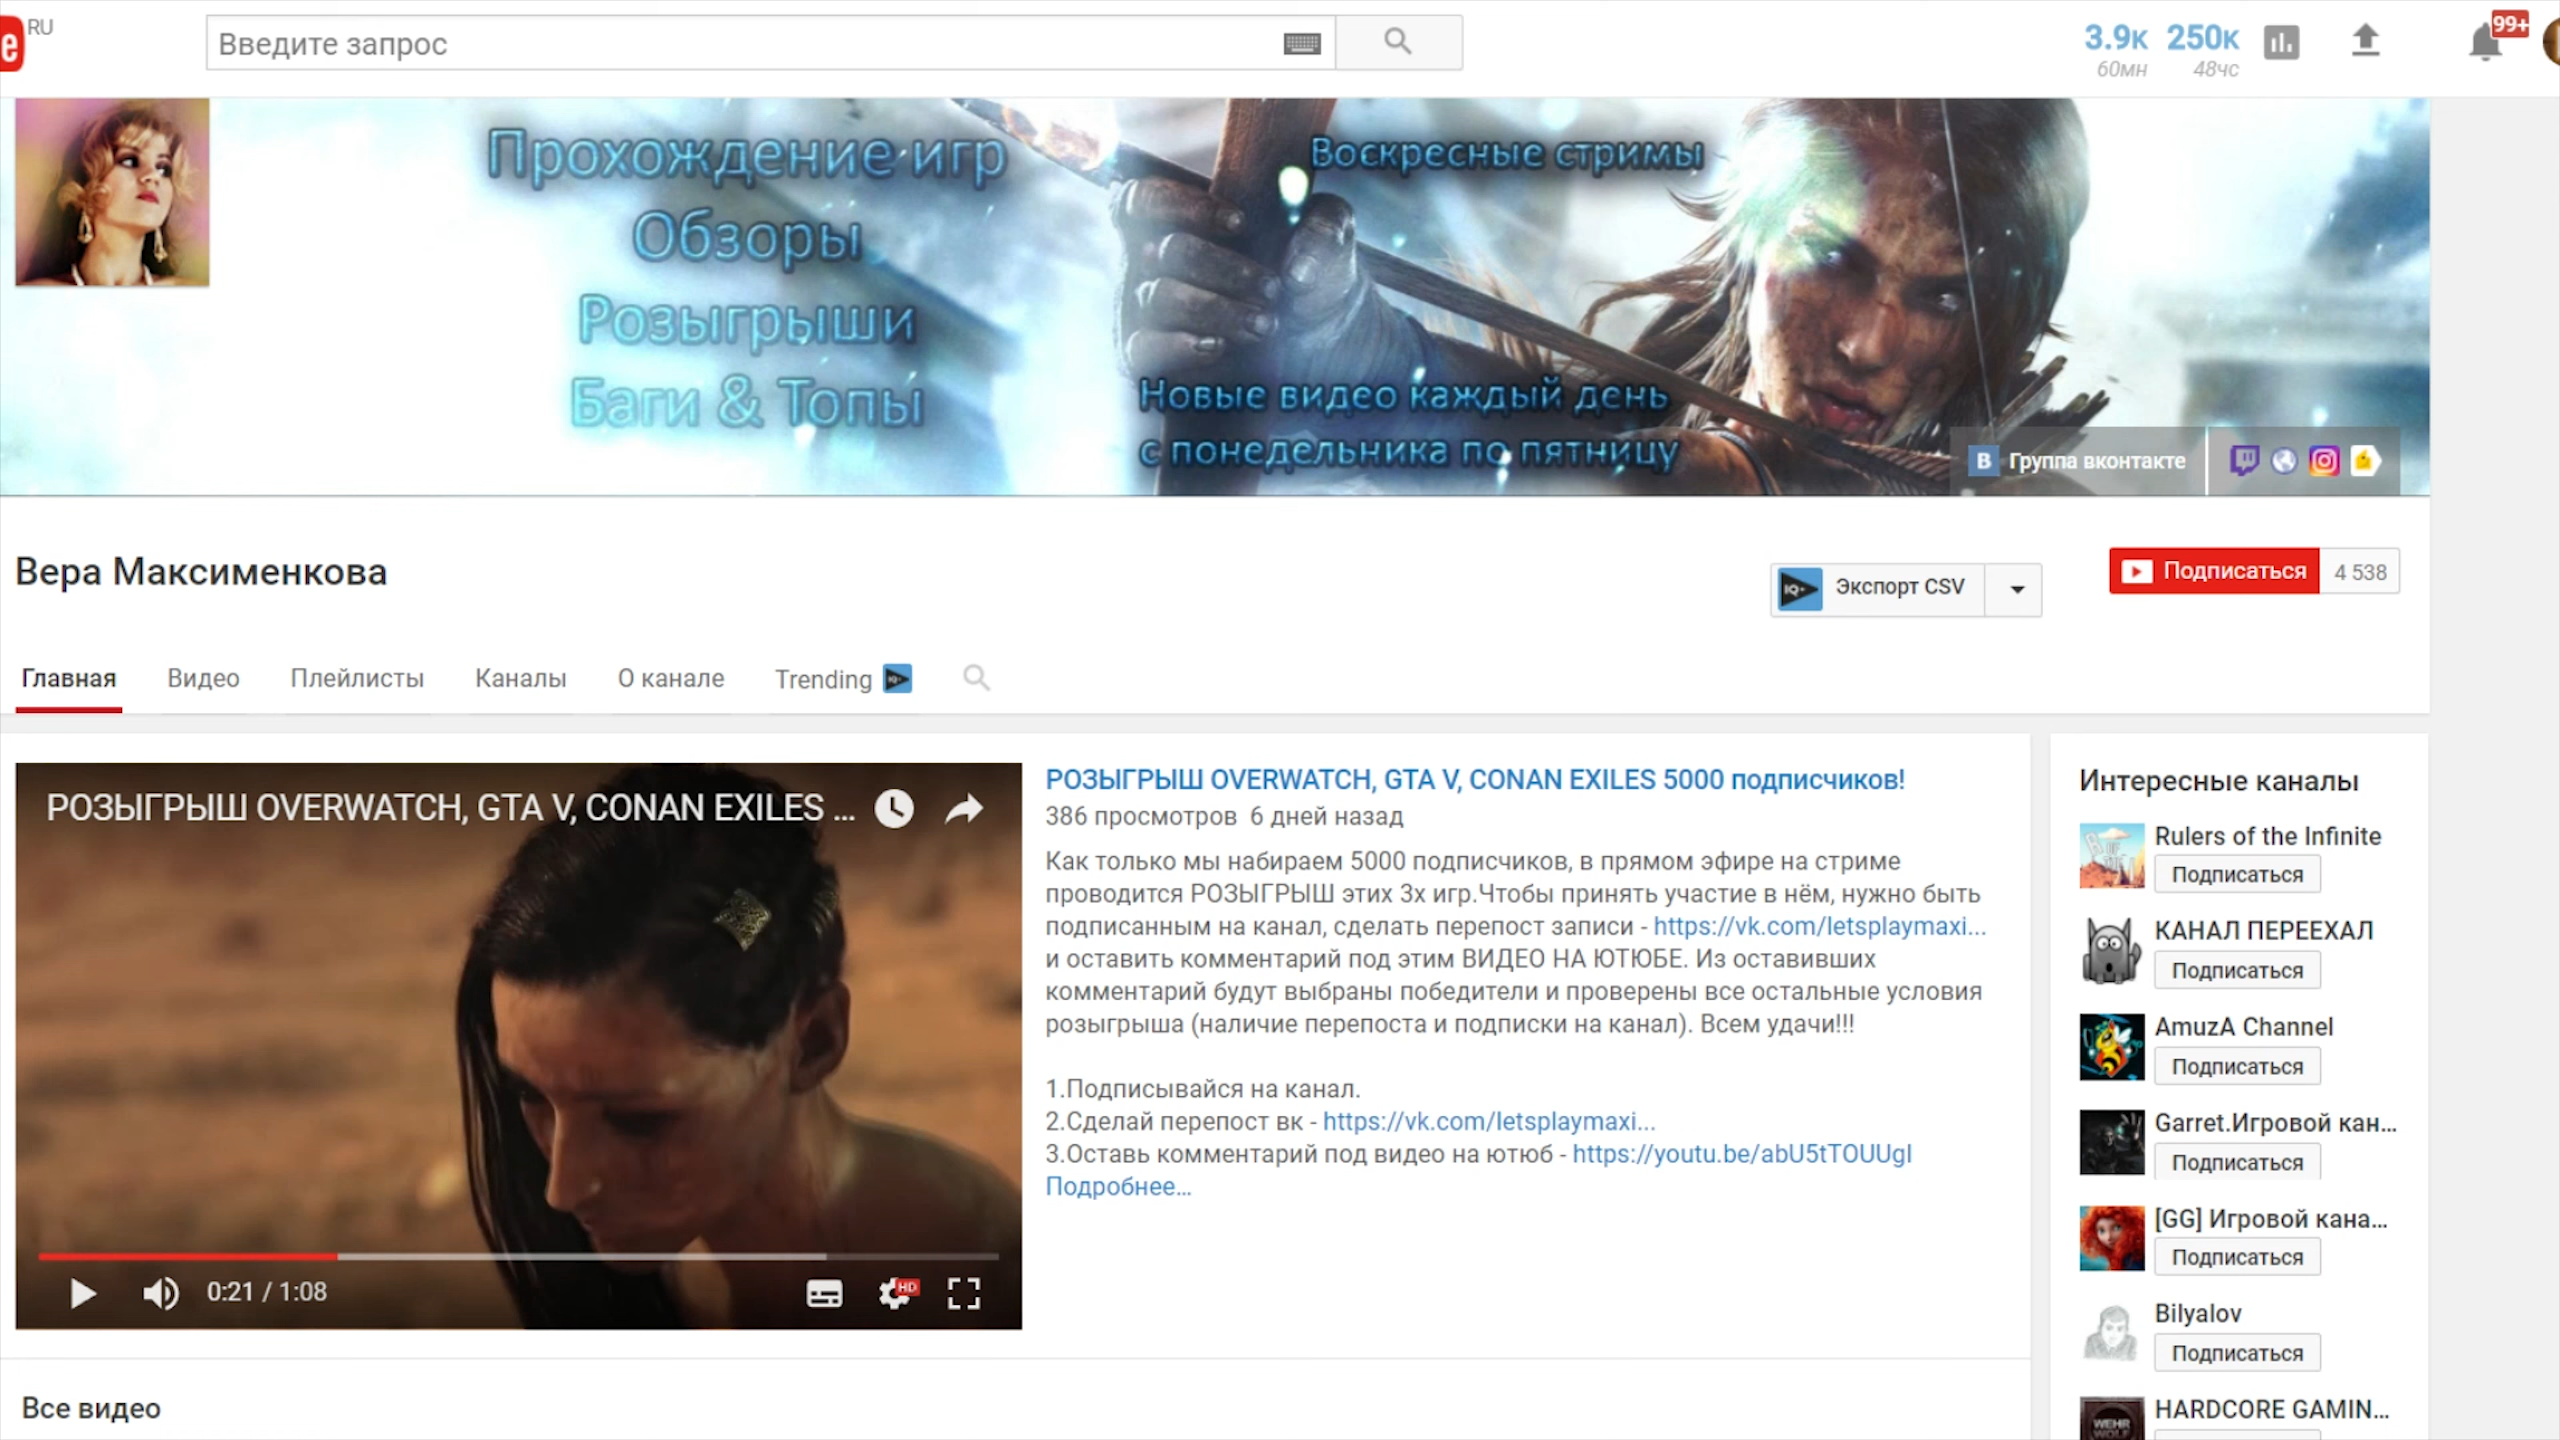 e RU
Введите запрос
3.9к 250к
60мн 48чс
99+
Прохождение игр
Обзоры
Розыгрыши
Баги & Топы
Воскресные стримы
Новые видео каждый день
с понедельника по пятницу
В Группа вконтакте
Вера Максименкова
IQ Экспорт CSV
Подписаться 4 538
Главная Видео Плейлисты Каналы О канале Trending
РОЗЫГРЫШ OVERWATCH, GTA V, CONAN EXILES ...
0:21 / 1:08
HD
РОЗЫГРЫШ OVERWATCH, GTA V, CONAN EXILES 5000 подписчиков!
386 просмотров 6 дней назад
Как только мы набираем 5000 подписчиков, в прямом эфире на стриме
проводится РОЗЫГРЫШ этих 3х игр.Чтобы принять участие в нём, нужно быть
подписанным на канал, сделать перепост записи - https://vk.com/letsplaymaxi...
и оставить комментарий под этим ВИДЕО НА ЮТЮБЕ. Из оставивших
комментарий будут выбраны победители и проверены все остальные условия
розыгрыша (наличие перепоста и подписки на канал). Всем удачи!!!
1.Подписывайся на канал.
2.Сделай перепост вк - https://vk.com/letsplaymaxi...
3.Оставь комментарий под видео на ютюб - https://youtu.be/abU5tTOUUgI
Подробнее...
Интересные каналы
Rulers of the Infinite
Подписаться
КАНАЛ ПЕРЕЕХАЛ
Подписаться
AmuzA Channel
Подписаться
Garret.Игровой кан...
Подписаться
[GG] Игровой кана...
Подписаться
Bilyalov
Подписаться
HARDCORE GAMIN...
Все видео